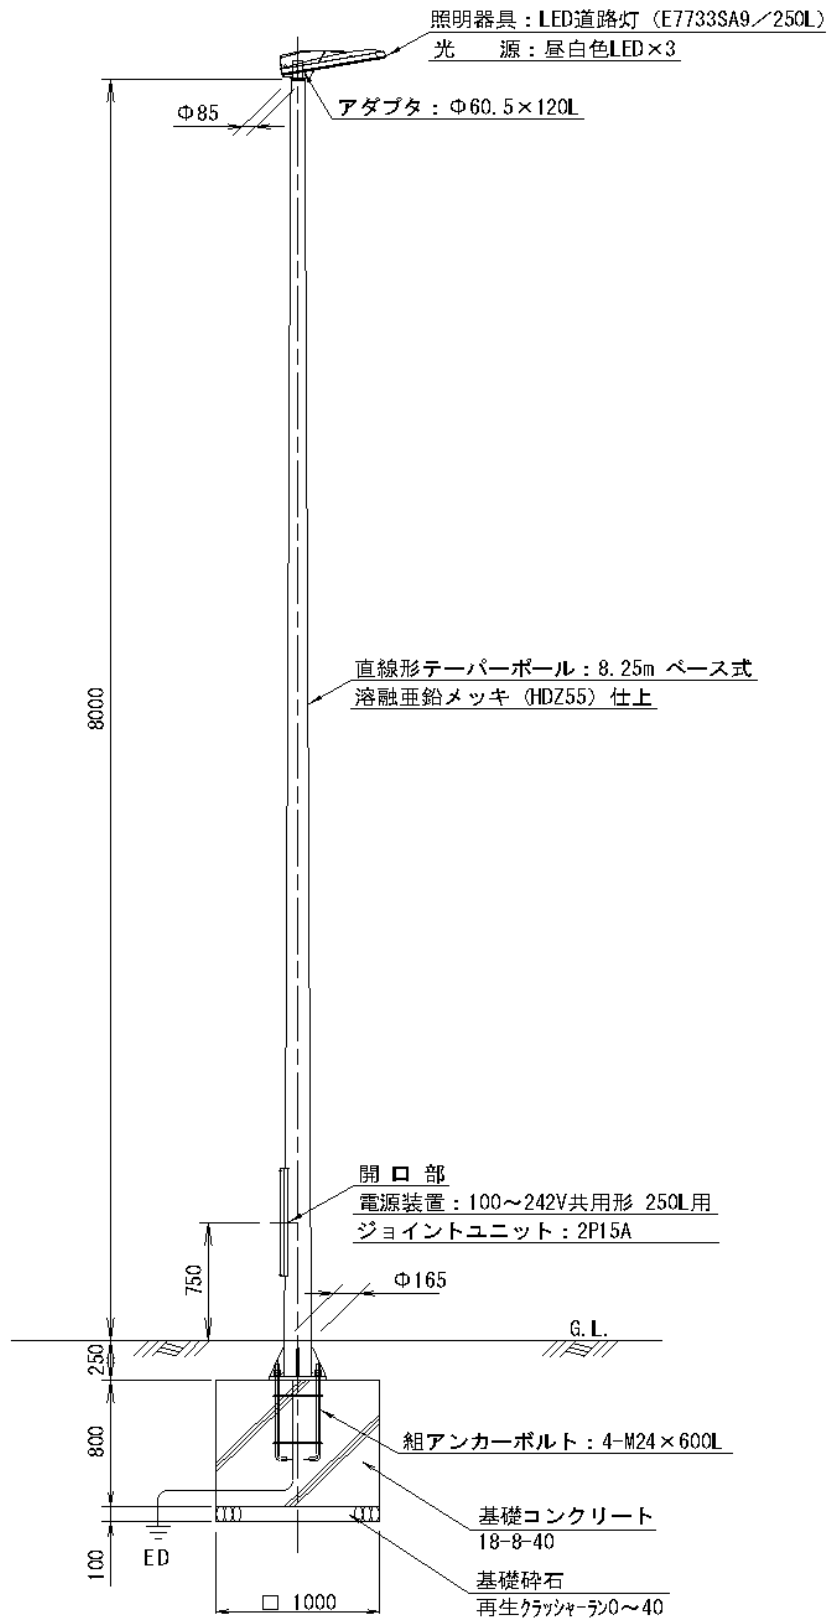 照明器具：LED道路灯（E7733SA9／250L）
光　　源：昼白色LED×3
アダプタ：Φ60.5×120L
Φ85
直線形テーパーポール：8.25m ベース式
溶融亜鉛メッキ（HDZ55）仕上
8000
開 口 部
電源装置：100～242V共用形 250L用
ジョイントユニット：2P15A
750
Φ165
G.L.
250
800
組アンカーボルト：4-M24×600L
基礎コンクリート
18-8-40
ED
100
基礎砕石
再生クラッシャーラン0～40
□ 1000